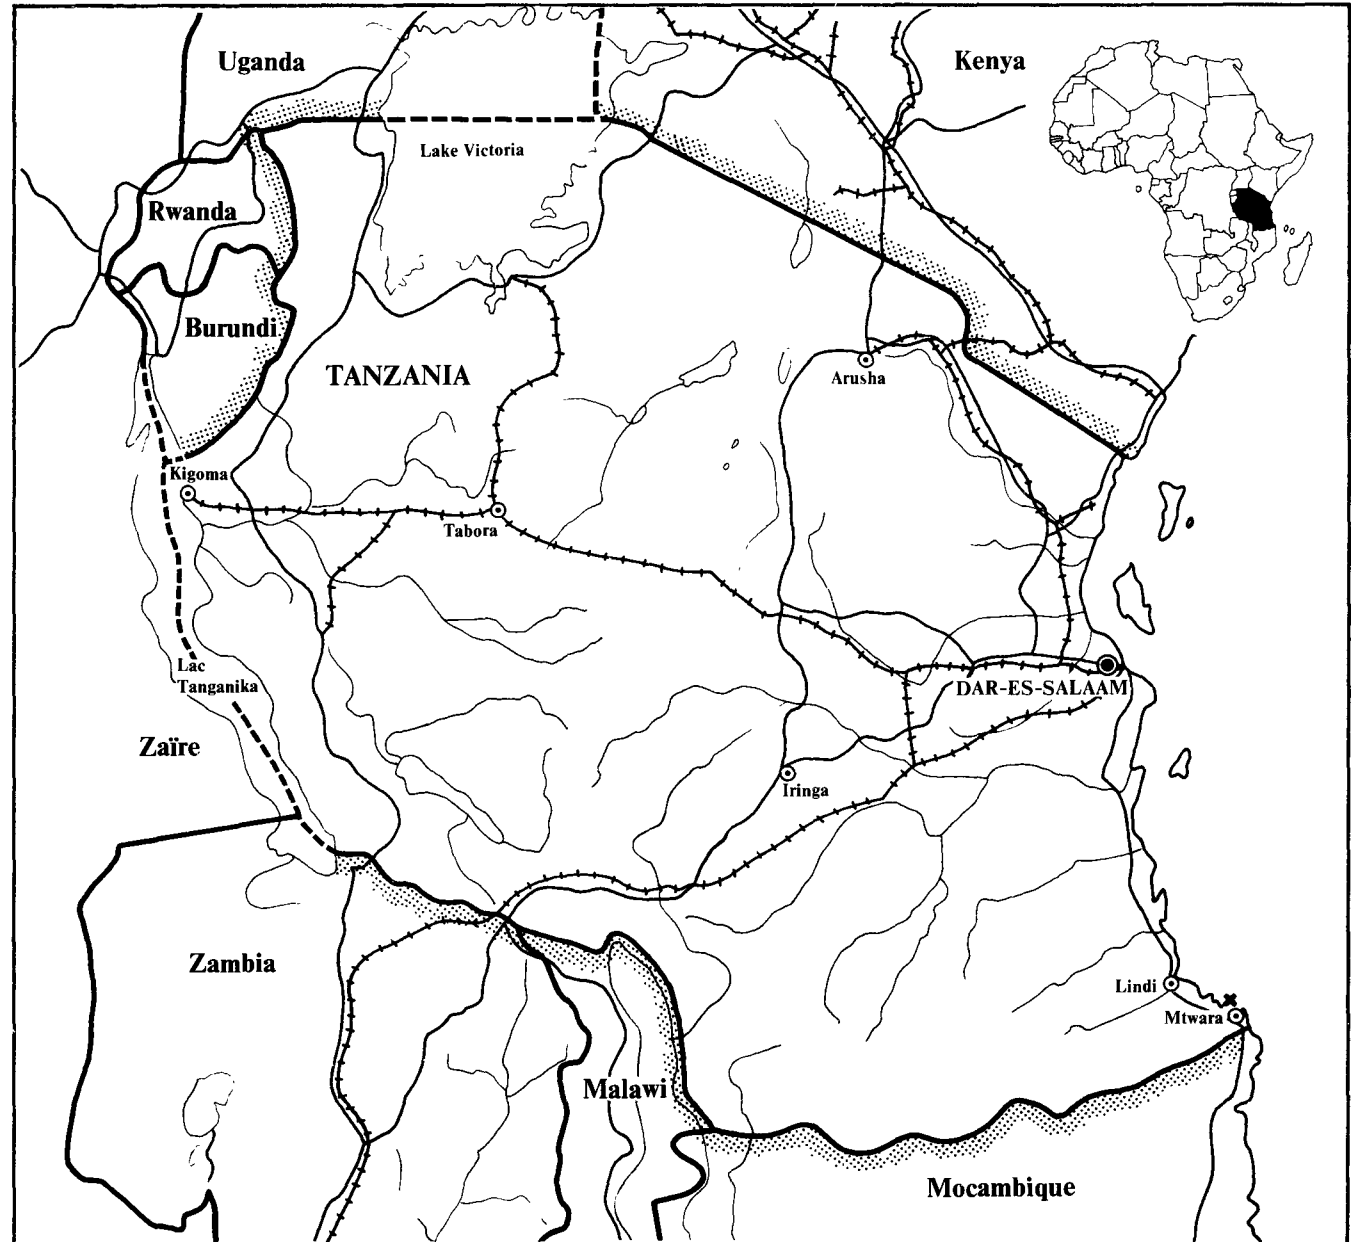 Uganda
Kenya
Lake Victoria
Rwanda
Burundi
TANZANIA
Arusha
Kigoma
Tabora
Lac
Tanganika
DAR-ES-SALAAM
Zaïre
Iringa
Zambia
Lindi
Mtwara
Malawi
Mocambique